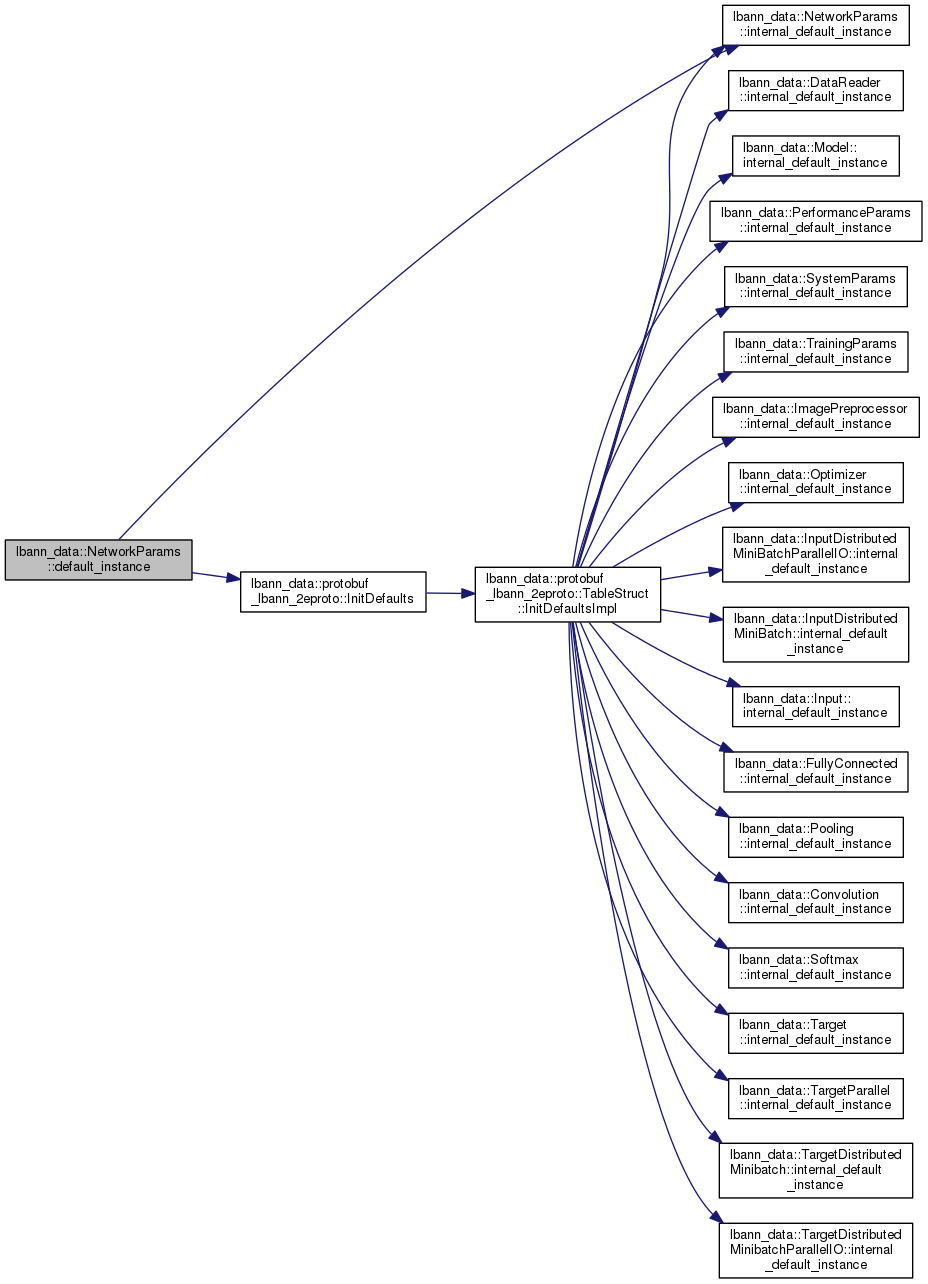 lbann_data::NetworkParams
::internal_default_instance
lbann_data::DataReader
::internal_default_instance
lbann_data::Model::
internal_default_instance
lbann_data::PerformanceParams
::internal_default_instance
lbann_data::SystemParams
::internal_default_instance
lbann_data::TrainingParams
::internal_default_instance
lbann_data::ImagePreprocessor
::internal_default_instance
lbann_data::Optimizer
::internal_default_instance
lbann_data::NetworkParams
::default_instance
lbann_data::protobuf
_lbann_2eproto::InitDefaults
lbann_data::protobuf
_lbann_2eproto::TableStruct
::InitDefaultsImpl
lbann_data::InputDistributed
MiniBatchParallelIO::internal
_default_instance
lbann_data::InputDistributed
MiniBatch::internal_default
_instance
lbann_data::Input::
internal_default_instance
lbann_data::FullyConnected
::internal_default_instance
lbann_data::Pooling
::internal_default_instance
lbann_data::Convolution
::internal_default_instance
lbann_data::Softmax
::internal_default_instance
lbann_data::Target
::internal_default_instance
lbann_data::TargetParallel
::internal_default_instance
lbann_data::TargetDistributed
Minibatch::internal_default
_instance
lbann_data::TargetDistributed
MinibatchParallelIO::internal
_default_instance